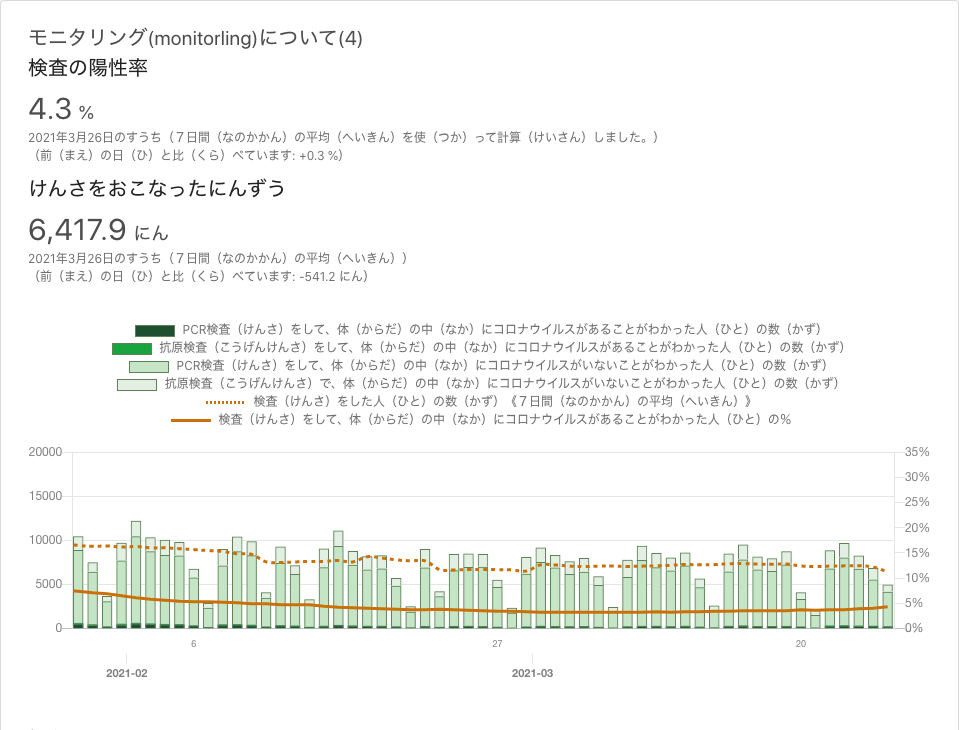 モニタリング(monitorling)について(4)
検査の陽性率
4.3 %
2021年3月26日のすうち（７日間（なのかかん）の平均（へいきん）を使（つか）って計算（けいさん）しました。）
（前（まえ）の日（ひ）と比（くら）べています: +0.3 %）
けんさをおこなったにんずう
6,417.9 にん
2021年3月26日のすうち（７日間（なのかかん）の平均（へいきん））
（前（まえ）の日（ひ）と比（くら）べています: -541.2 にん）
PCR検査（けんさ）をして、体（からだ）の中（なか）にコロナウイルスがあることがわかった人（ひと）の数（かず）
抗原検査（こうげんけんさ）をして、体（からだ）の中（なか）にコロナウイルスがあることがわかった人（ひと）の数（かず）
PCR検査（けんさ）をして、体（からだ）の中（なか）にコロナウイルスがいないことがわかった人（ひと）の数（かず）
抗原検査（こうげんけんさ）で、体（からだ）の中（なか）にコロナウイルスがいないことがわかった人（ひと）の数（かず）
検査（けんさ）をした人（ひと）の数（かず）《７日間（なのかかん）の平均（へいきん）》
検査（けんさ）をして、体（からだ）の中（なか）にコロナウイルスがあることがわかった人（ひと）の%
20000 35%
30%
15000 25%
20%
10000 15%
10%
5000 5%
0 0%
6 27 20
2021-02 2021-03